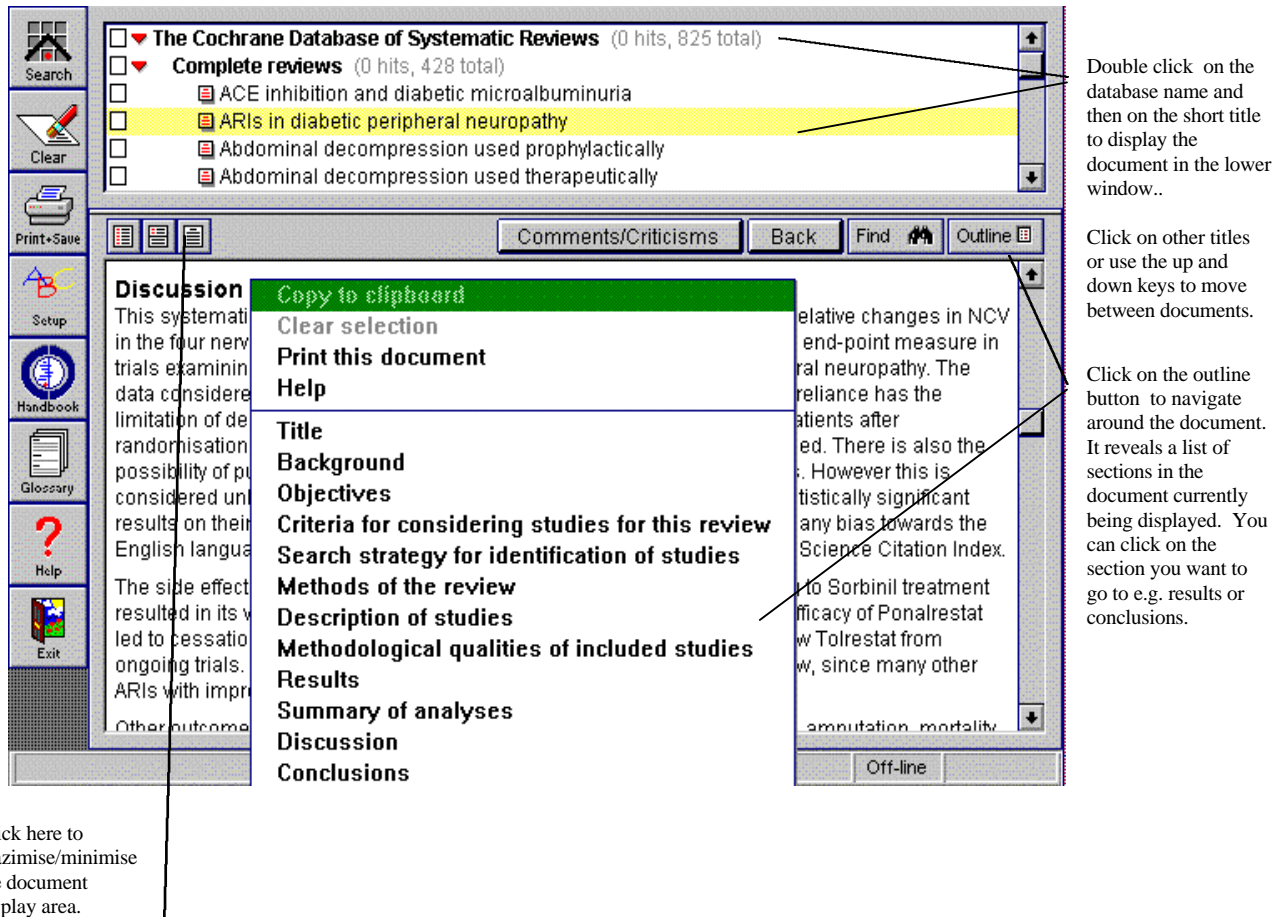 Search
Clear
Print+Save
Setup
Handbook
Glossary
Help
Exit
The Cochrane Database of Systematic Reviews (0 hits, 825 total)
Complete reviews (0 hits, 428 total)
ACE inhibition and diabetic microalbuminuria
ARIs in diabetic peripheral neuropathy
Abdominal decompression used prophylactically
Abdominal decompression used therapeutically
Comments/Criticisms Back Find Outline
Discussion
This systemati elative changes in NCV
in the four nerv end-point measure in
trials examinin ral neuropathy. The
data considere reliance has the
limitation of de atients after
randomisation ed. There is also the
possibility of pu s. However this is
considered unl tistically significant
results on their any bias towards the
English langua Science Citation Index.
The side effect to Sorbinil treatment
resulted in its w fficacy of Ponalrestat
led to cessatio w Tolrestat from
ongoing trials. w, since many other
ARIs with impr
Other outcome amputation, mortality
Copy to clipboard
Clear selection
Print this document
Help
Title
Background
Objectives
Criteria for considering studies for this review
Search strategy for identification of studies
Methods of the review
Description of studies
Methodological qualities of included studies
Results
Summary of analyses
Discussion
Conclusions
Off-line
Double click on the
database name and
then on the short title
to display the
document in the lower
window..
Click on other titles
or use the up and
down keys to move
between documents.
Click on the outline
button to navigate
around the document.
It reveals a list of
sections in the
document currently
being displayed. You
can click on the
section you want to
go to e.g. results or
conclusions.
ick here to
azimise/minimise
e document
play area.